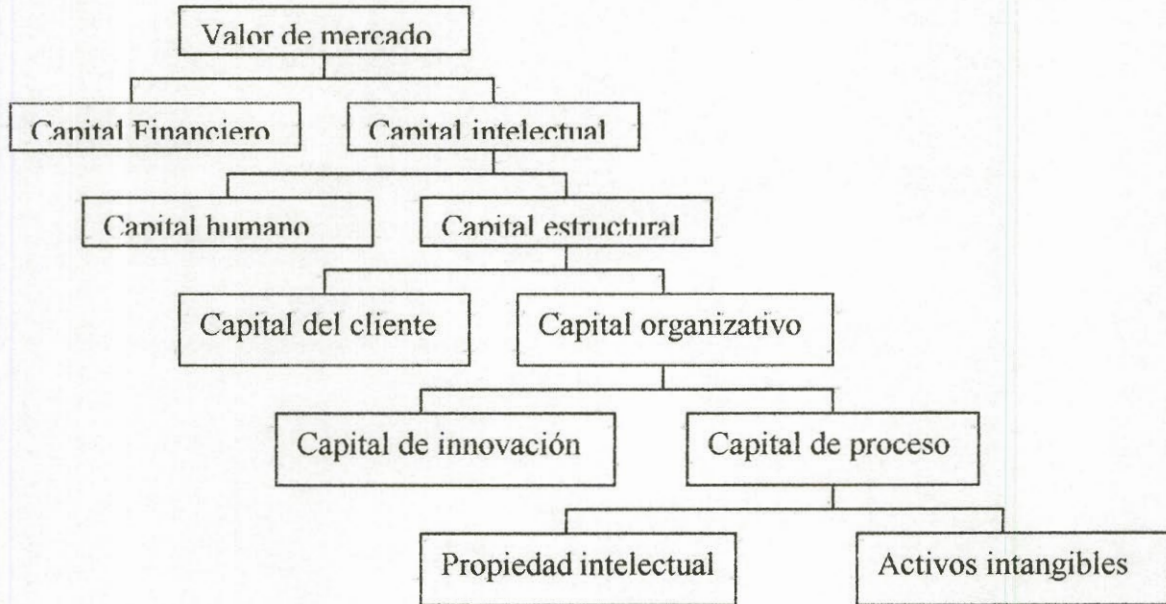 Valor de mercado
Capital Financiero
Capital intelectual
Capital humano
Capital estructural
Capital del cliente
Capital organizativo
Capital de innovación
Capital de proceso
Propiedad intelectual
Activos intangibles